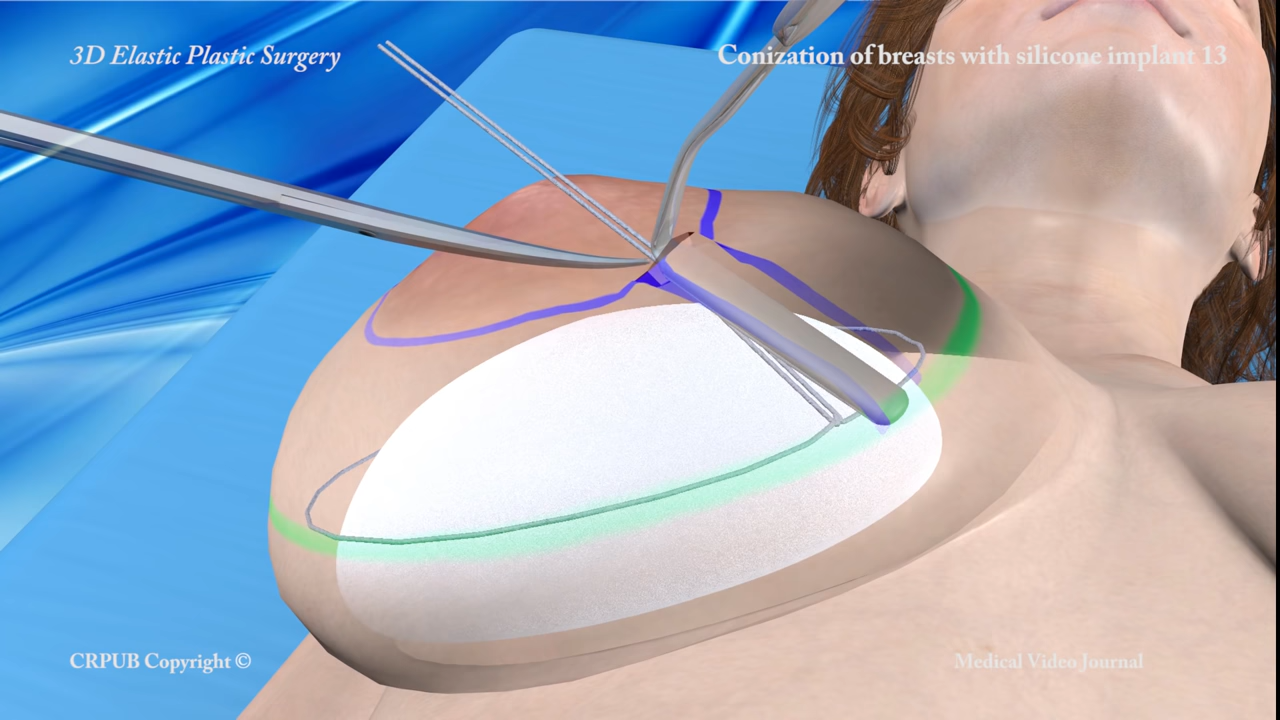 3D Elastic Plastic Surgery
Conization of breasts with silicone implant 13
CRPUB Copyright ©
Medical Video Journal